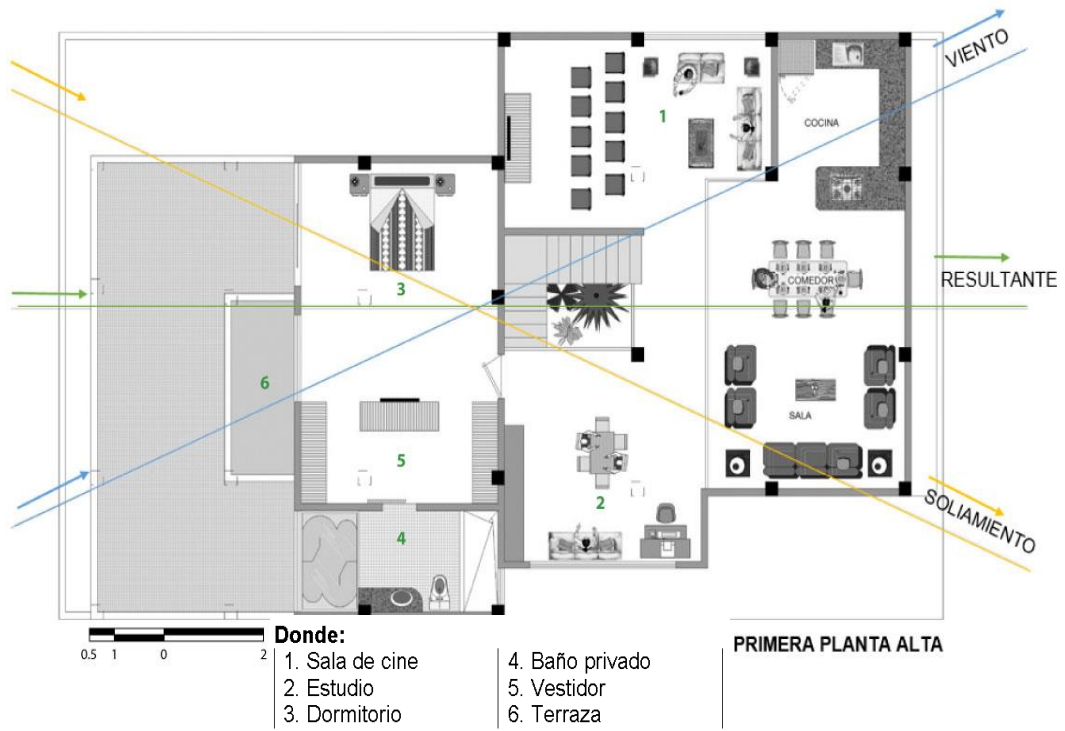 VIENTO
1
COCINA
RESULTANTE
COMEDOR
3
6
SALA
5
2
SOLIAMIENTO
4
0.5 1 0 2
PRIMERA PLANTA ALTA
Donde:
1. Sala de cine
2. Estudio
3. Dormitorio
4. Baño privado
5. Vestidor
6. Terraza